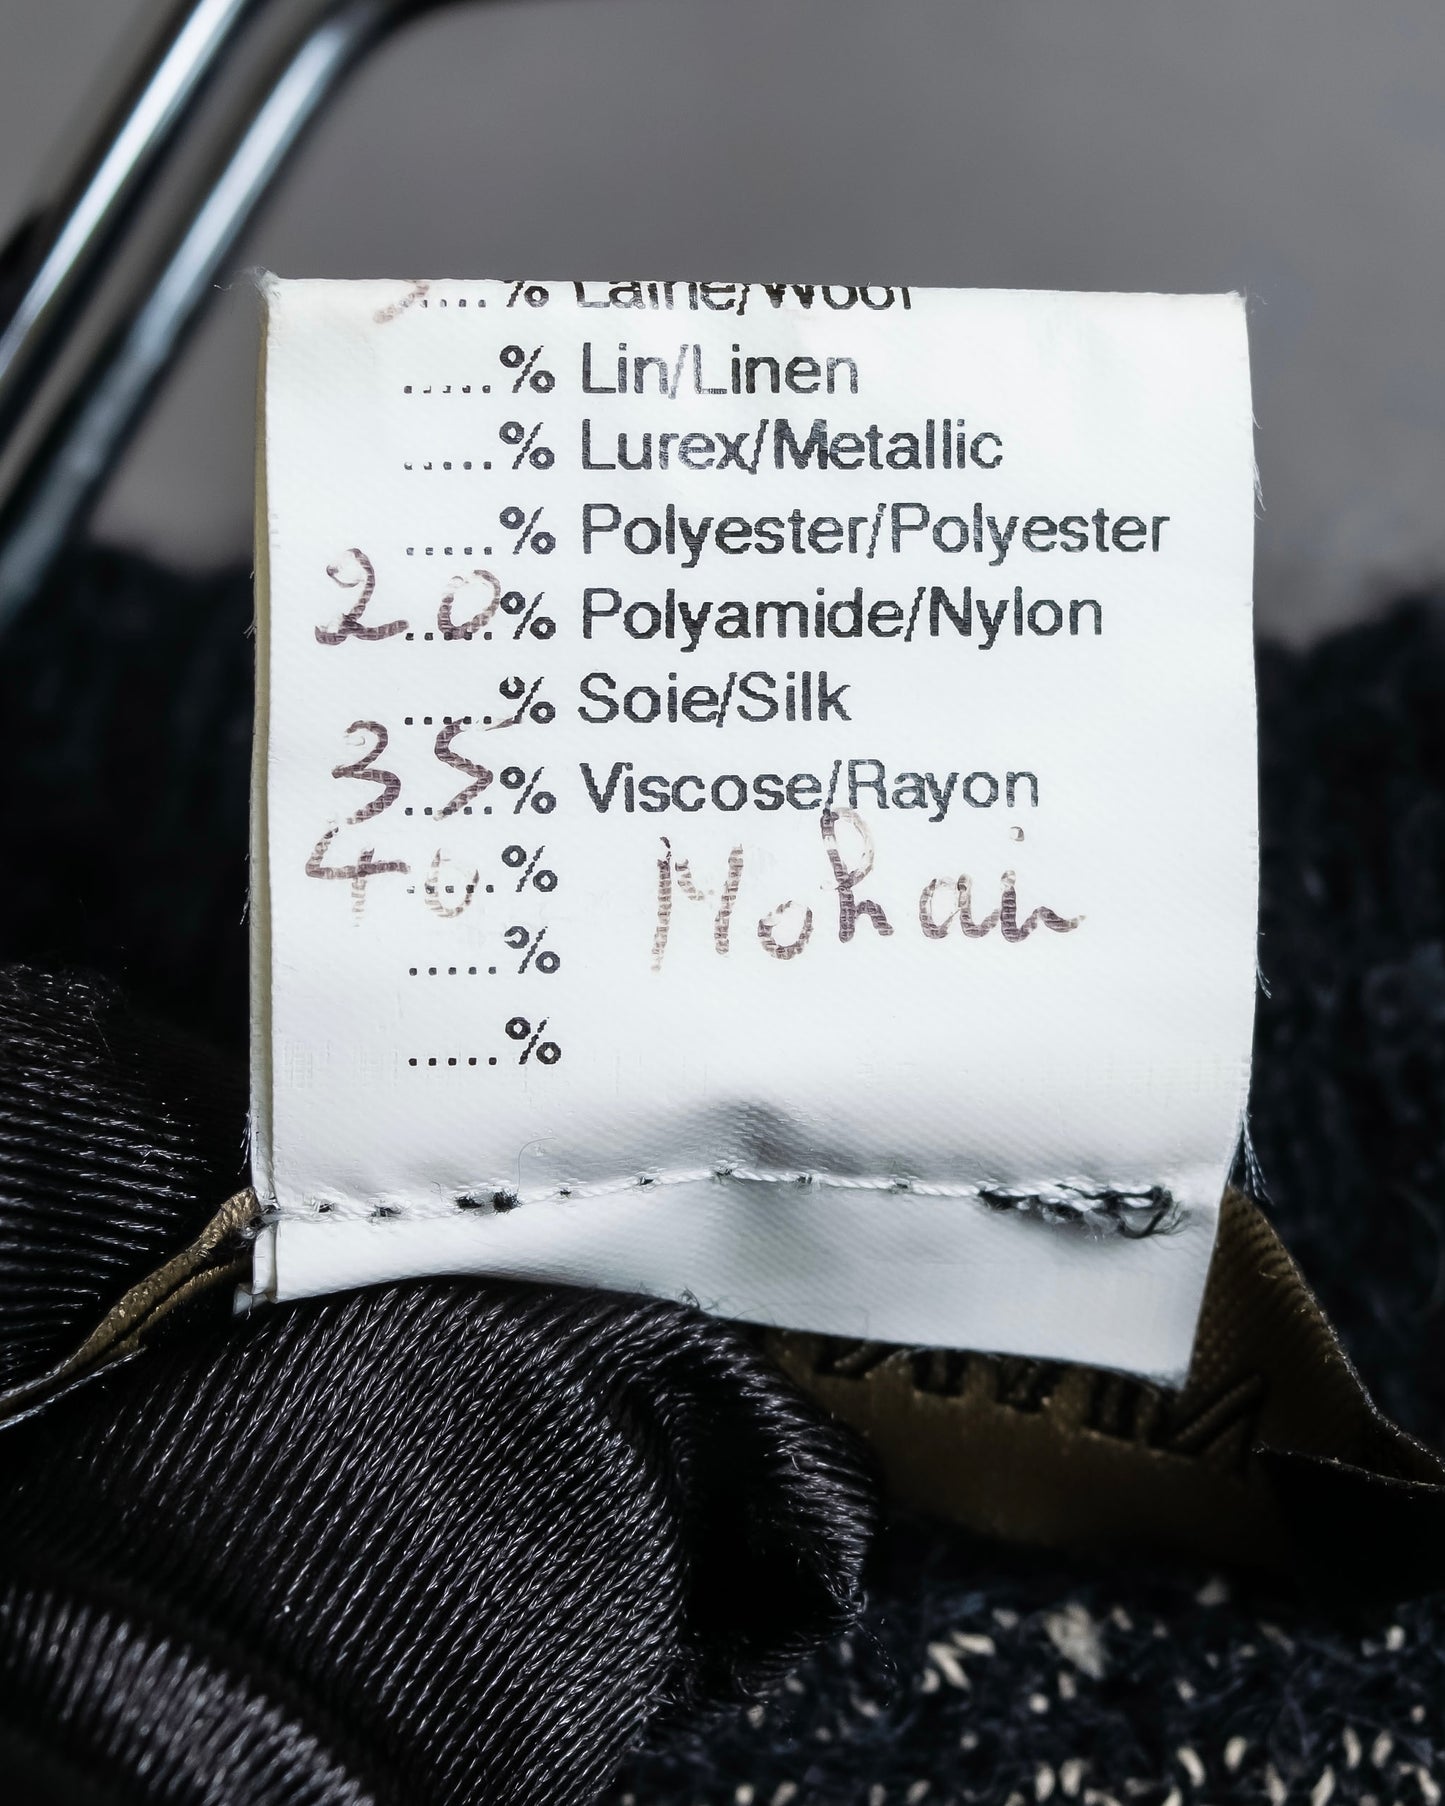 .....% Laine/Wool
.....% Lin/Linen
.....% Lurex/Metallic
.....% Polyester/Polyester
20.....% Polyamide/Nylon
.....% Soie/Silk
35.....% Viscose/Rayon
40.....% Mohair
.....%
.....%